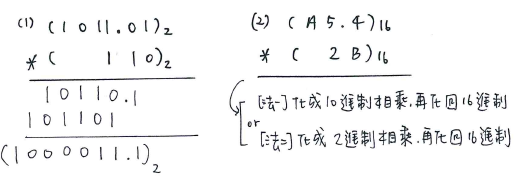 (1) (1011.01)₂
* (110)₂
10110.1
101101
(1000011.1)₂
(2) (A5.4)₁₆
* (2B)₁₆
[法一] 化成10進制相乘,再化回16進制
or
[法二] 化成2進制相乘,再化回16進制